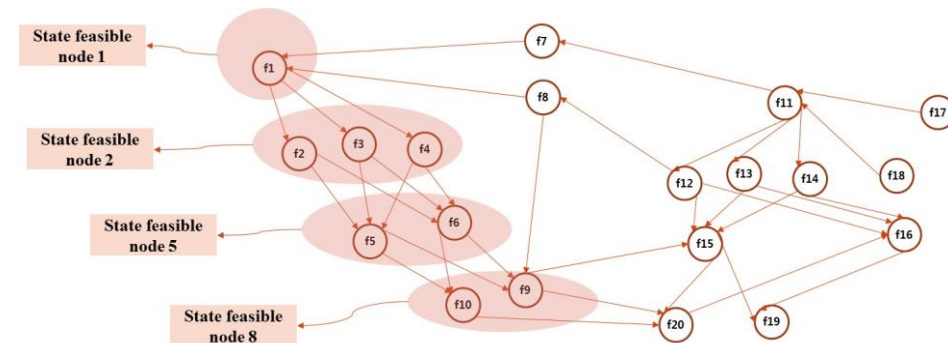 State feasible
node 1
f1
f7
f8
f11
f17
State feasible
node 2
f2
f3
f4
f12
f13
f14
f18
State feasible
node 5
f5
f6
f15
f16
State feasible
node 8
f10
f9
f20
f19